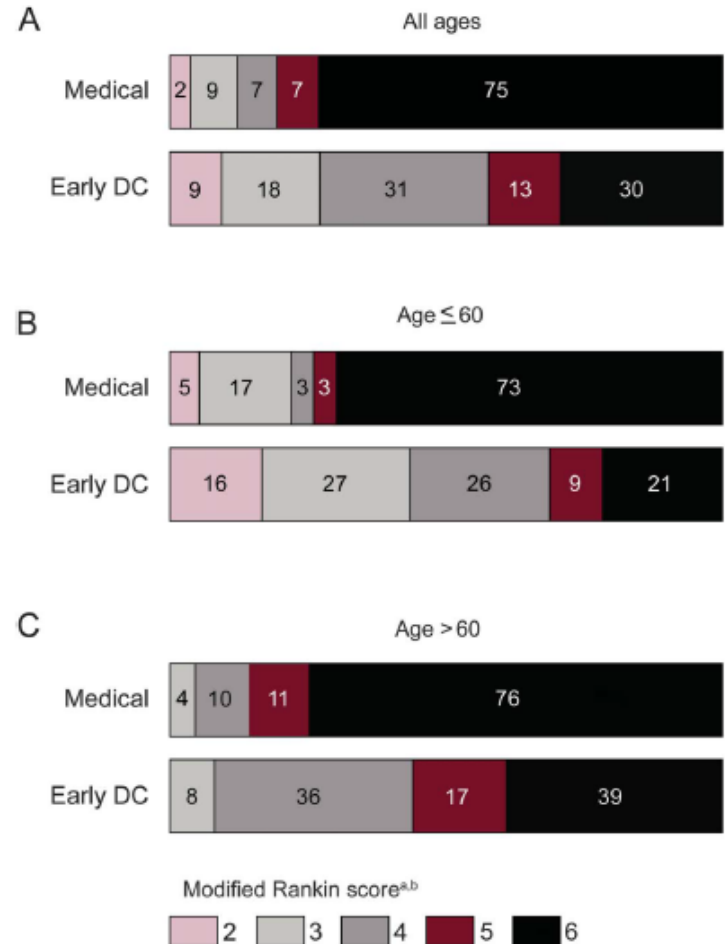 A
All ages
Medical 2 9 7 7 75
Early DC 9 18 31 13 30
B
Age ≤ 60
Medical 5 17 3 3 73
Early DC 16 27 26 9 21
C
Age > 60
Medical 4 10 11 76
Early DC 8 36 17 39
Modified Rankin scoreᵃ,ᵇ
2 3 4 5 6